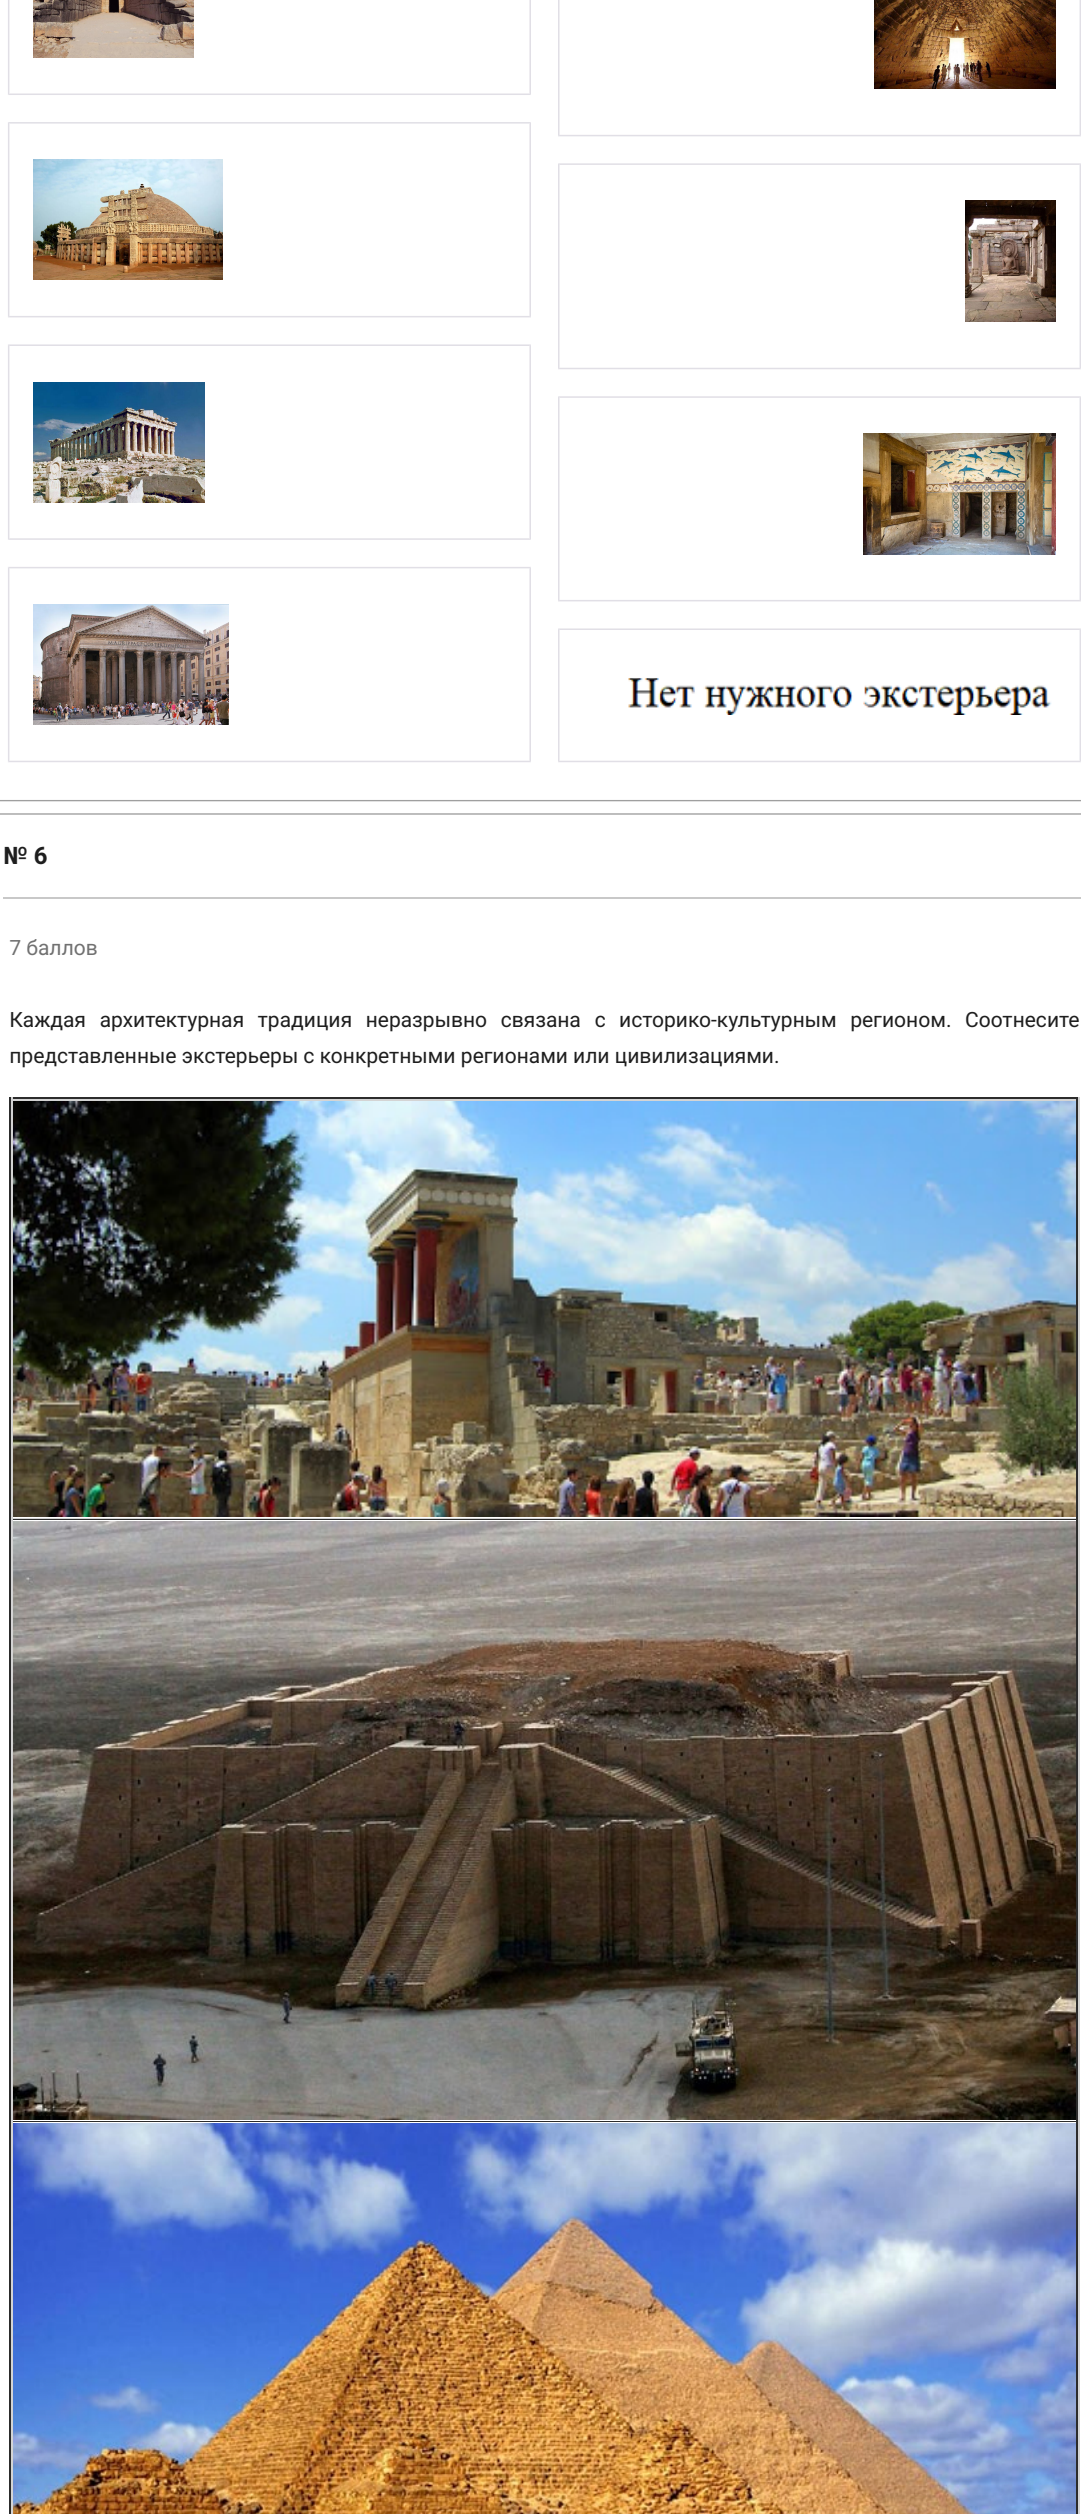 Нет нужного экстерьера
№ 6
7 баллов
Каждая архитектурная традиция неразрывно связана с историко-культурным регионом. Соотнесите
представленные экстерьеры с конкретными регионами или цивилизациями.